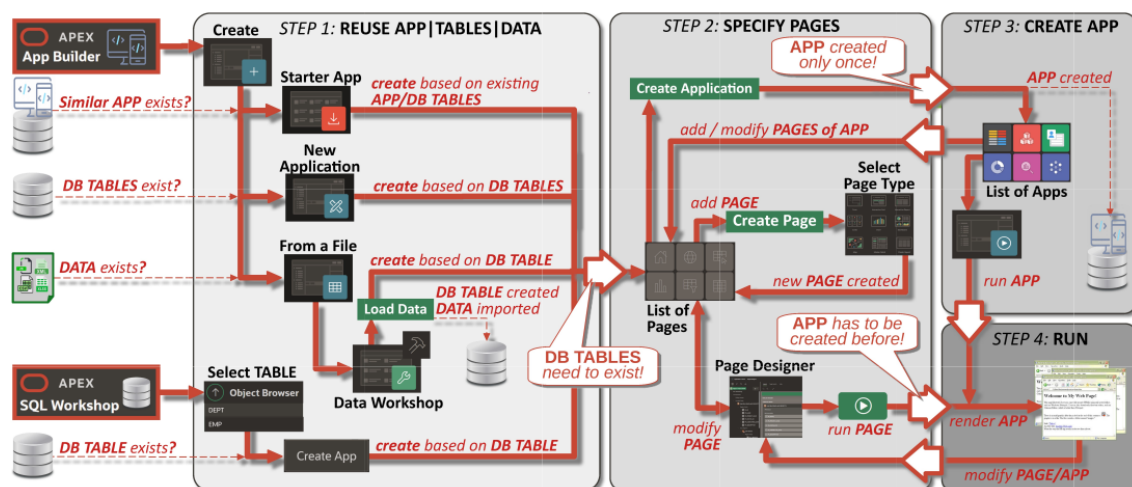 APEX
App Builder
Similar APP exists?
DB TABLES exist?
DATA exists?
APEX
SQL Workshop
DB TABLE exists?
STEP 1: REUSE APP|TABLES|DATA
Create
Starter App
create based on existing
APP/DB TABLES
New
Application
create based on DB TABLES
From a File
create based on DB TABLE
Load Data
DB TABLE created
DATA imported
Data Workshop
Select TABLE
Object Browser
DEPT
EMP
Create App
create based on DB TABLE
DB TABLES
need to exist!
STEP 2: SPECIFY PAGES
APP created
only once!
Create Application
add / modify PAGES of APP
Select
Page Type
add PAGE
Create Page
new PAGE created
List of
Pages
APP has to be
created before!
Page Designer
modify
PAGE
run PAGE
STEP 3: CREATE APP
APP created
List of Apps
run APP
STEP 4: RUN
Welcome to My Web Page!
render APP
modify PAGE/APP